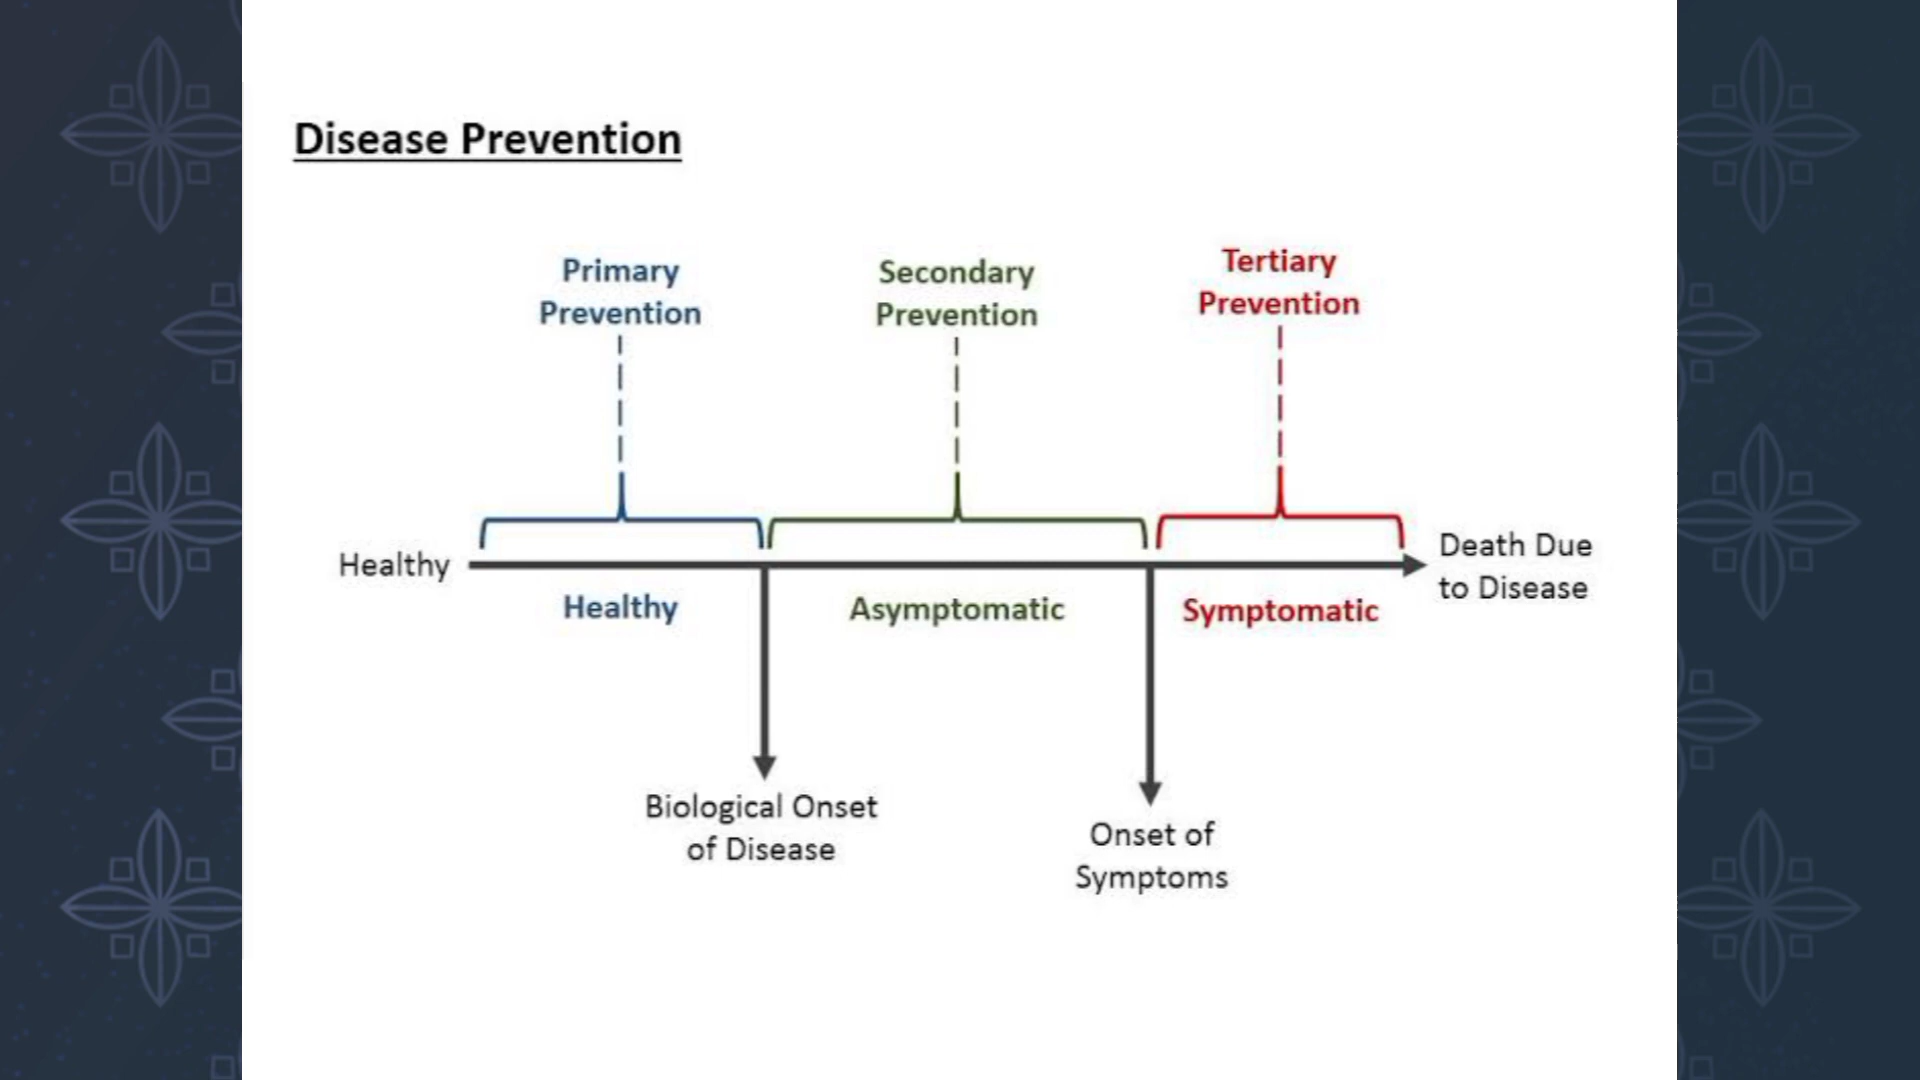 Disease Prevention
Primary
Prevention
Secondary
Prevention
Tertiary
Prevention
Healthy
Death Due
to Disease
Healthy
Asymptomatic
Symptomatic
Biological Onset
of Disease
Onset of
Symptoms